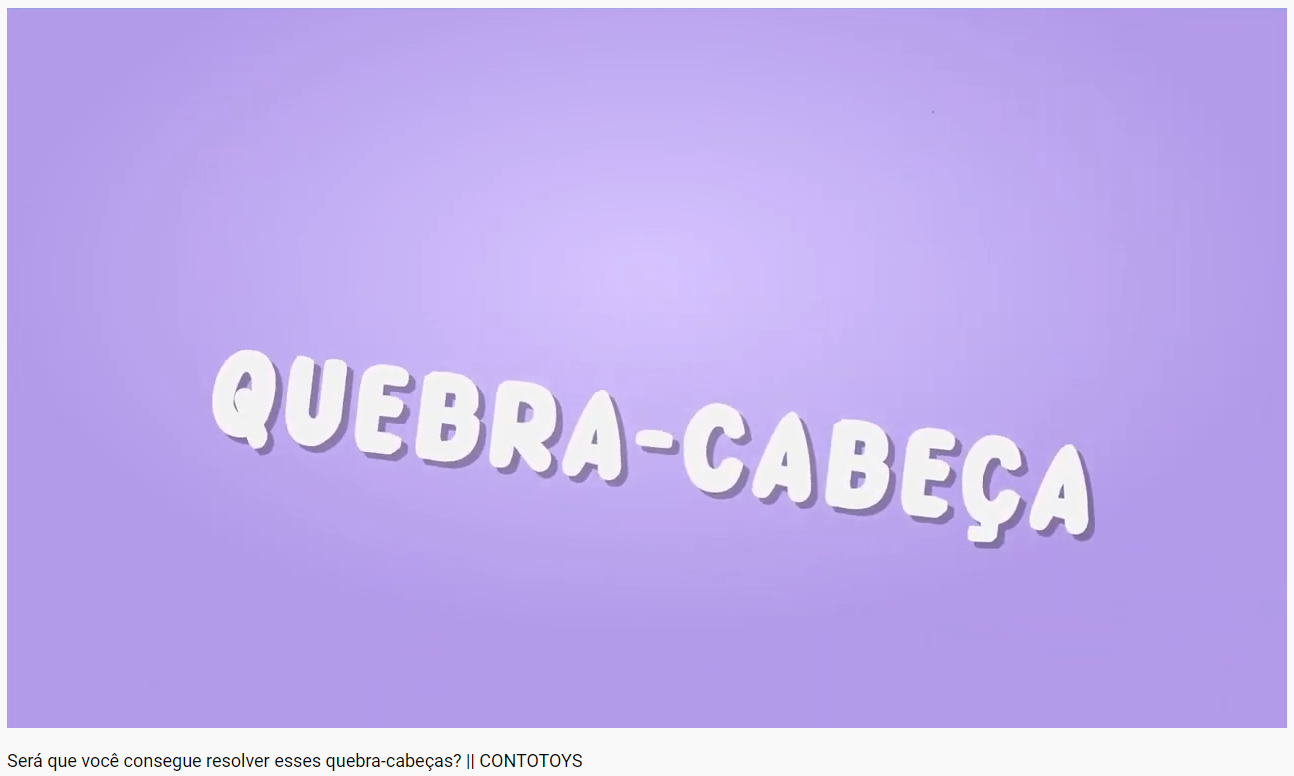 QUEBRA-CABEÇA
Será que você consegue resolver esses quebra-cabeças? || CONTOTOYS